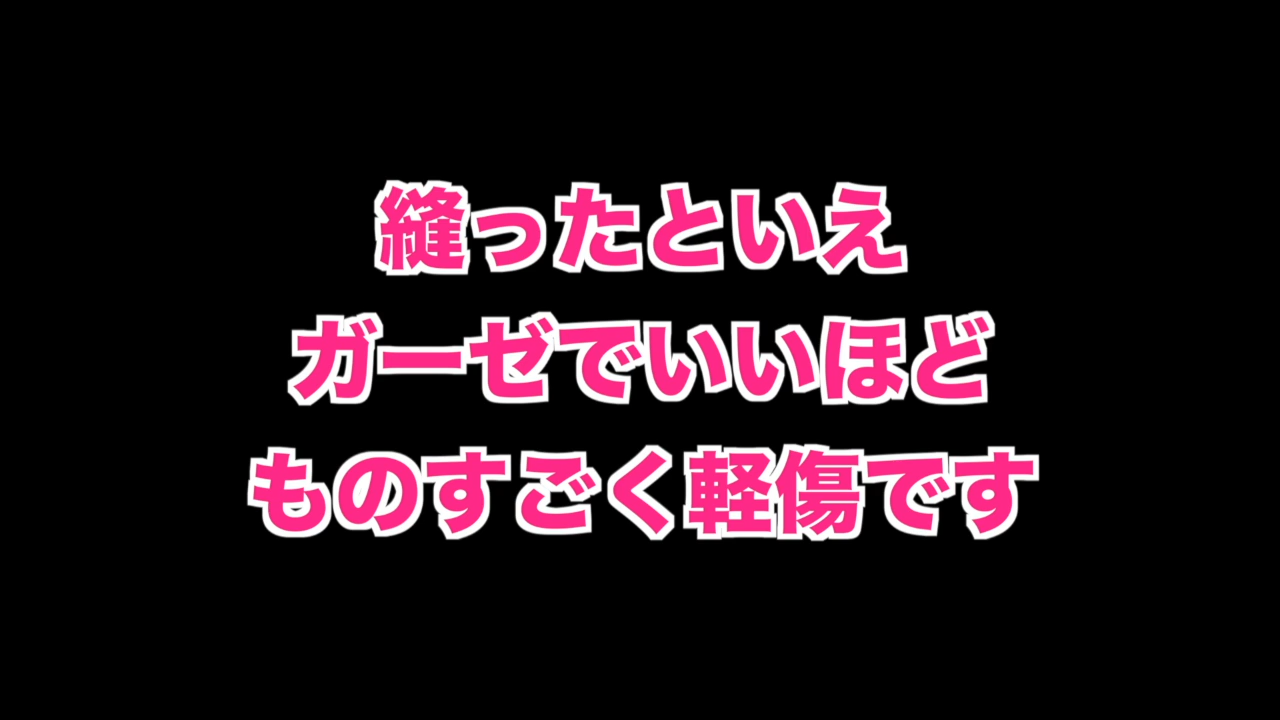 縫ったといえ
ガーゼでいいほど
ものすごく軽傷です